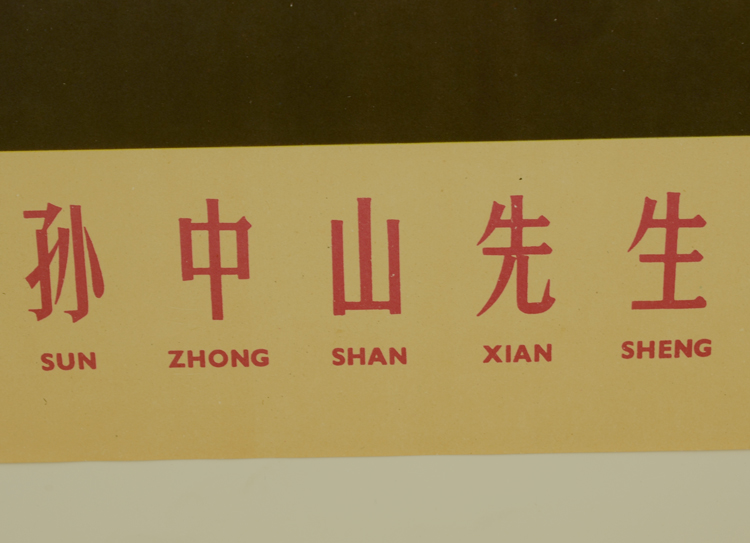 孙中山先生
SUN ZHONG SHAN XIAN SHENG